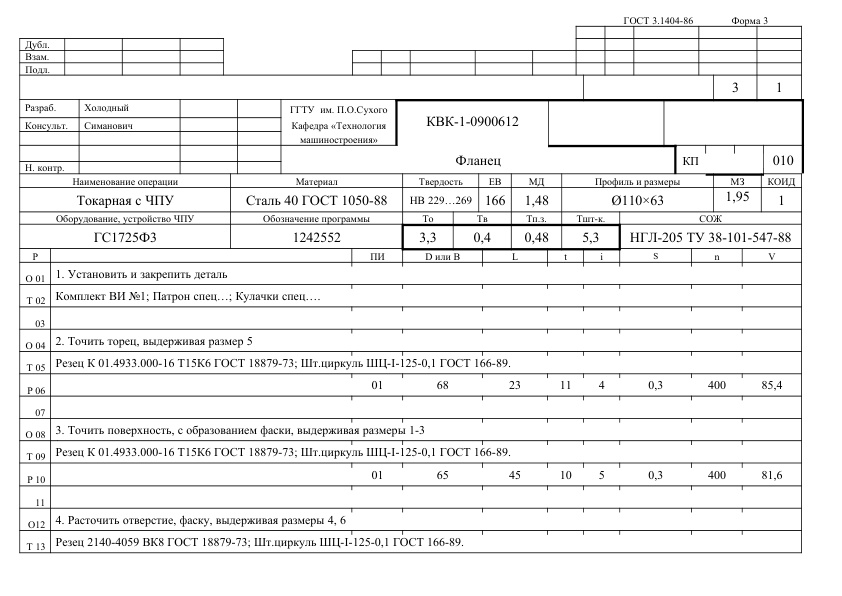 ГОСТ 3.1404-86 Форма 3
Дубл.
Взам.
Подл.
3 1
Разраб. Холодный ГГТУ им. П.О.Сухого КВК-1-0900612
Консульт. Симанович Кафедра «Технология
машиностроения»
Н. контр. Фланец КП 010
Наименование операции Материал Твердость ЕВ МД Профиль и размеры МЗ КОИД
Токарная с ЧПУ Сталь 40 ГОСТ 1050-88 НВ 229…269 166 1,48 Ø110×63 1,95 1
Оборудование, устройство ЧПУ Обозначение программы То Тв Тп.з. Тшт-к. СОЖ
ГС1725Ф3 1242552 3,3 0,4 0,48 5,3 НГЛ-205 ТУ 38-101-547-88
Р ПИ D или В L t i S n V
О 01 1. Установить и закрепить деталь
Т 02 Комплект ВИ №1; Патрон спец…; Кулачки спец….
03
О 04 2. Точить торец, выдерживая размер 5
Т 05 Резец К 01.4933.000-16 Т15К6 ГОСТ 18879-73; Шт.циркуль ШЦ-I-125-0,1 ГОСТ 166-89.
Р 06 01 68 23 11 4 0,3 400 85,4
07
О 08 3. Точить поверхность, с образованием фаски, выдерживая размеры 1-3
Т 09 Резец К 01.4933.000-16 Т15К6 ГОСТ 18879-73; Шт.циркуль ШЦ-I-125-0,1 ГОСТ 166-89.
Р 10 01 65 45 10 5 0,3 400 81,6
11
О12 4. Расточить отверстие, фаску, выдерживая размеры 4, 6
Т 13 Резец 2140-4059 ВК8 ГОСТ 18879-73; Шт.циркуль ШЦ-I-125-0,1 ГОСТ 166-89.